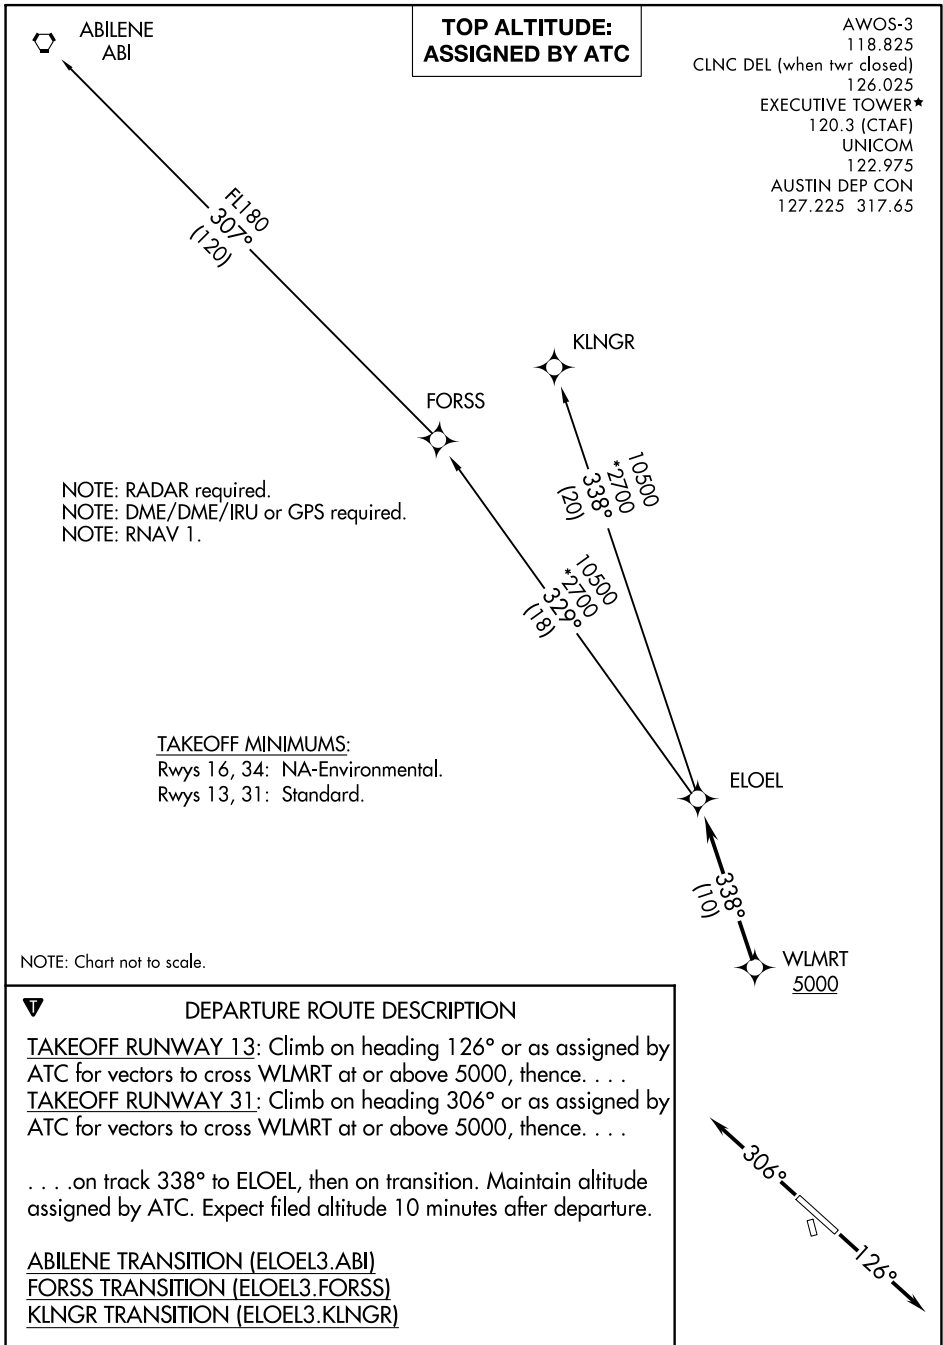 ABILENE
ABI
TOP ALTITUDE:
ASSIGNED BY ATC
AWOS-3
118.825
CLNC DEL (when twr closed)
126.025
EXECUTIVE TOWER★
120.3 (CTAF)
UNICOM
122.975
AUSTIN DEP CON
127.225 317.65
FL180
307°
(120)
KLNGR
FORSS
10500
*2700
338°
(20)
NOTE: RADAR required.
NOTE: DME/DME/IRU or GPS required.
NOTE: RNAV 1.
10500
*2700
329°
(18)
TAKEOFF MINIMUMS:
Rwys 16, 34: NA-Environmental.
Rwys 13, 31: Standard.
ELOEL
338°
(10)
NOTE: Chart not to scale.
WLMRT
5000
T
DEPARTURE ROUTE DESCRIPTION
TAKEOFF RUNWAY 13: Climb on heading 126° or as assigned by
ATC for vectors to cross WLMRT at or above 5000, thence. . . .
TAKEOFF RUNWAY 31: Climb on heading 306° or as assigned by
ATC for vectors to cross WLMRT at or above 5000, thence. . . .
. . . .on track 338° to ELOEL, then on transition. Maintain altitude
assigned by ATC. Expect filed altitude 10 minutes after departure.
ABILENE TRANSITION (ELOEL3.ABI)
FORSS TRANSITION (ELOEL3.FORSS)
KLNGR TRANSITION (ELOEL3.KLNGR)
306°
126°